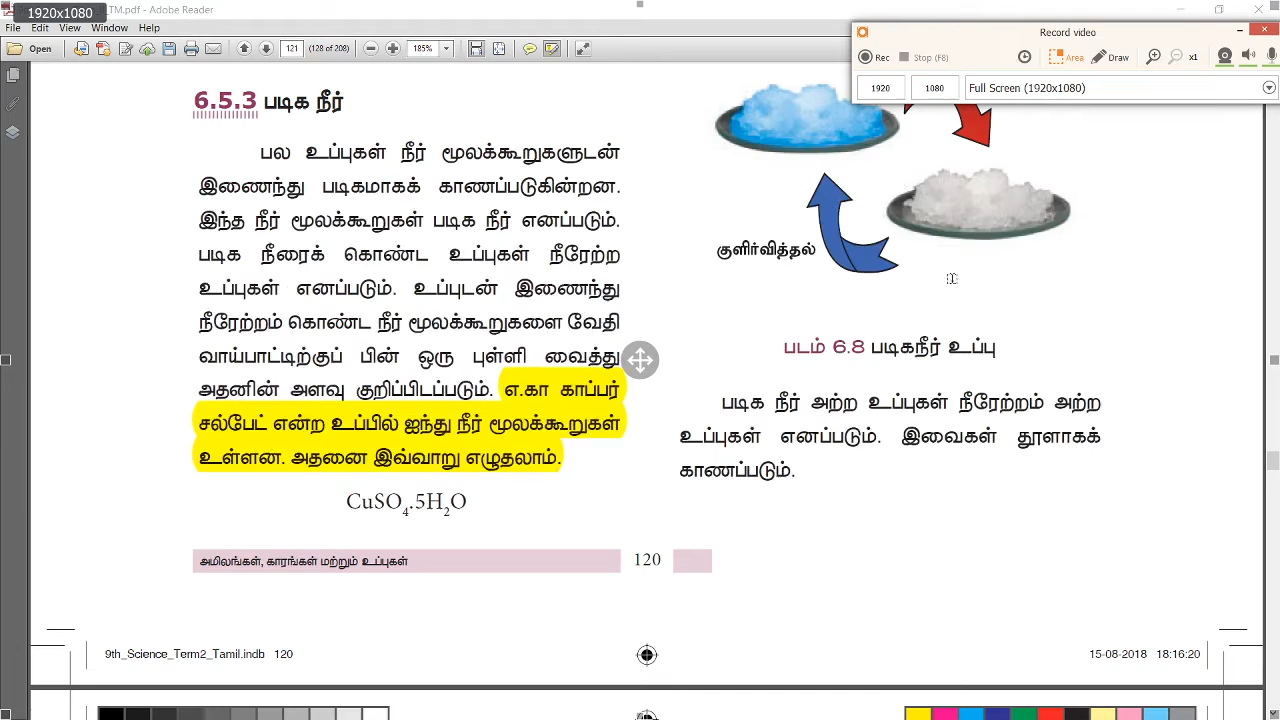 1920x1080
_TM.pdf - Adobe Reader
File Edit View Window Help
Open 121 (128 of 208) 185%
Record video
Rec Stop (F8) Area Draw x1
1920 1080 Full Screen (1920x1080)
6.5.3 படிக நீர்
பல உப்புகள் நீர் மூலக்கூறுகளுடன்
இணைந்து படிகமாகக் காணப்படுகின்றன.
இந்த நீர் மூலக்கூறுகள் படிக நீர் எனப்படும்.
படிக நீரைக் கொண்ட உப்புகள் நீரேற்ற
உப்புகள் எனப்படும். உப்புடன் இணைந்து
நீரேற்றம் கொண்ட நீர் மூலக்கூறுகளை வேதி
வாய்பாட்டிற்குப் பின் ஒரு புள்ளி வைத்து
அதனின் அளவு குறிப்பிடப்படும். எ.கா காப்பர்
சல்பேட் என்ற உப்பில் ஐந்து நீர் மூலக்கூறுகள்
உள்ளன. அதனை இவ்வாறு எழுதலாம்.
CuSO₄.5H₂O
குளிர்வித்தல்
படம் 6.8 படிகநீர் உப்பு
படிக நீர் அற்ற உப்புகள் நீரேற்றம் அற்ற
உப்புகள் எனப்படும். இவைகள் தூளாகக்
காணப்படும்.
அமிலங்கள், காரங்கள் மற்றும் உப்புகள் 120
9th_Science_Term2_Tamil.indb 120 15-08-2018 18:16:20